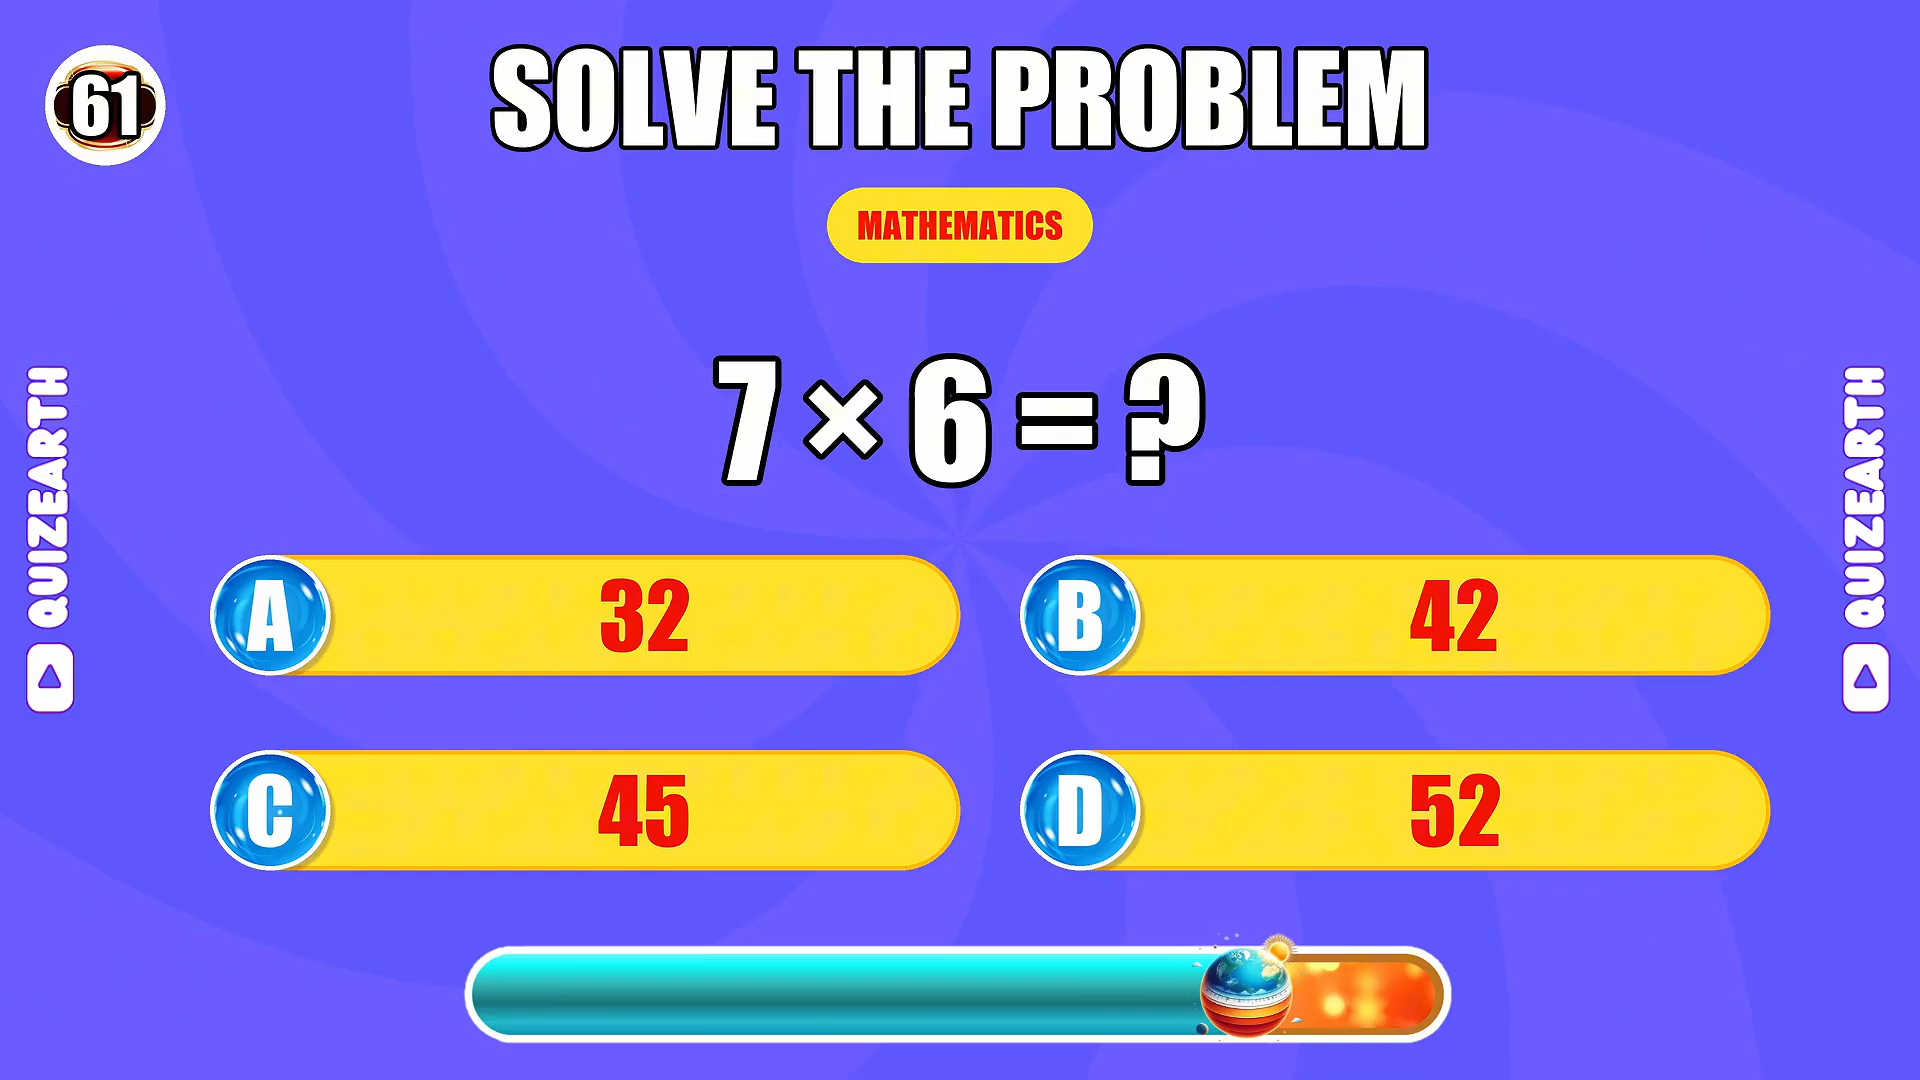 61
SOLVE THE PROBLEM
MATHEMATICS
7 × 6 = ?
A 32
B 42
C 45
D 52
QUIZEARTH
QUIZEARTH